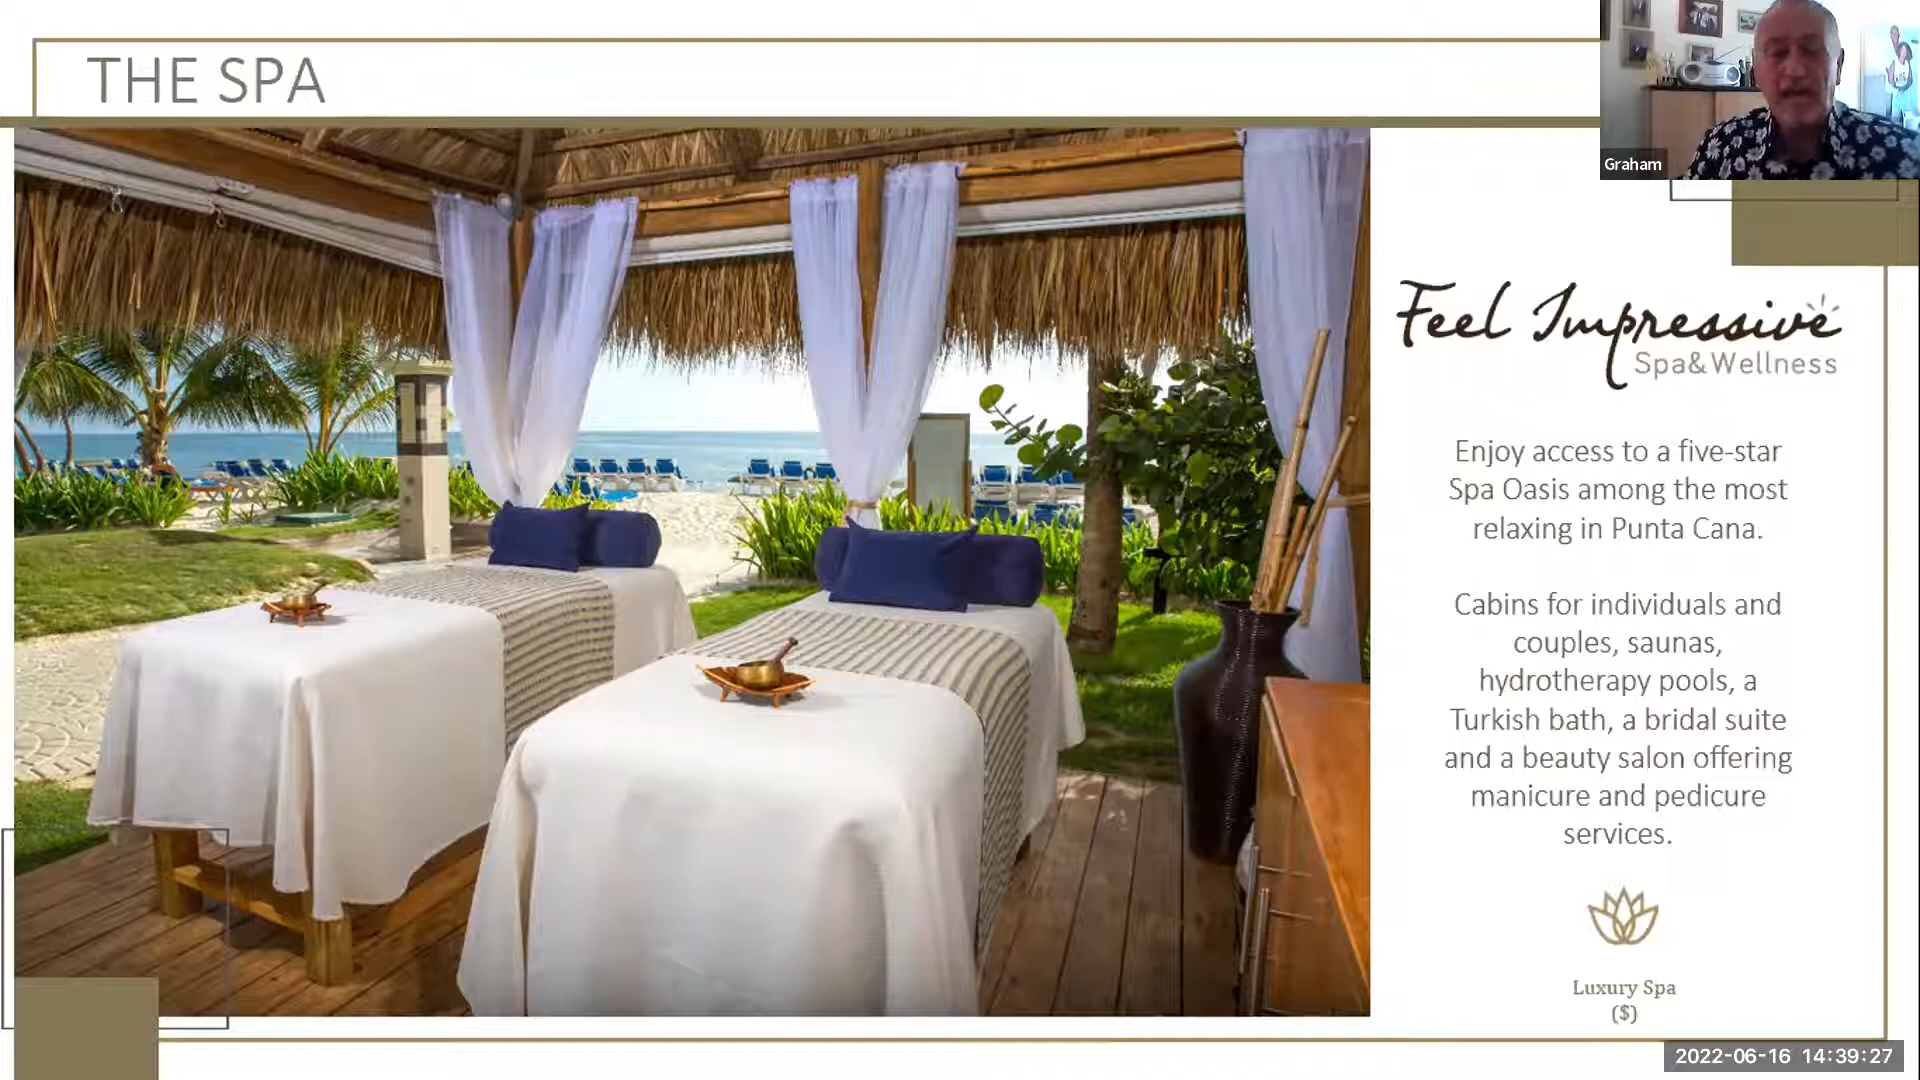 THE SPA
Graham
Feel Impressive
Spa&Wellness
Enjoy access to a five-star
Spa Oasis among the most
relaxing in Punta Cana.
Cabins for individuals and
couples, saunas,
hydrotherapy pools, a
Turkish bath, a bridal suite
and a beauty salon offering
manicure and pedicure
services.
Luxury Spa
($)
2022-06-16 14:39:27